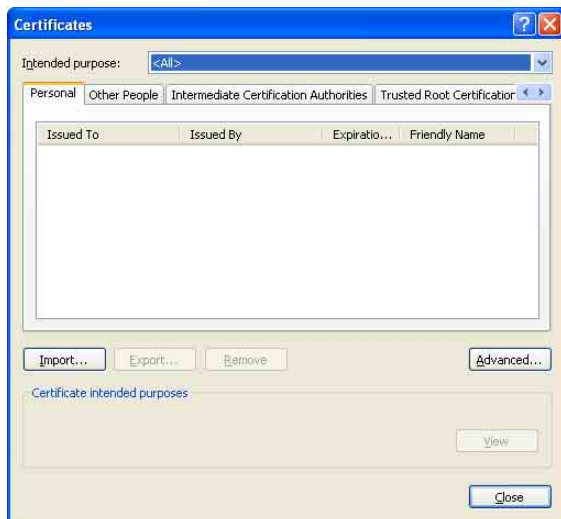 Certificates
Intended purpose: <All>
Personal Other People Intermediate Certification Authorities Trusted Root Certification
Issued To Issued By Expiratio... Friendly Name
Import... Export... Remove Advanced...
Certificate intended purposes
View
Close